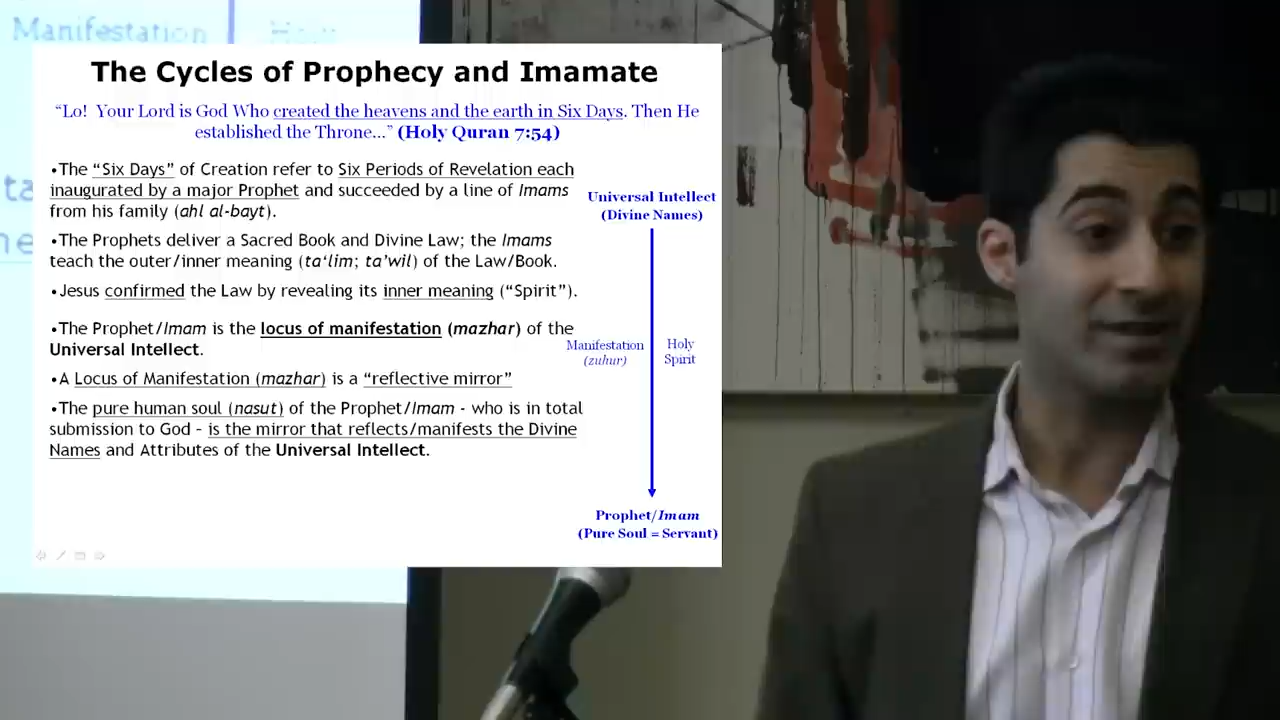 Manifestation
The Cycles of Prophecy and Imamate
“Lo! Your Lord is God Who created the heavens and the earth in Six Days. Then He
established the Throne...” (Holy Quran 7:54)
•The “Six Days” of Creation refer to Six Periods of Revelation each
inaugurated by a major Prophet and succeeded by a line of Imams
from his family (ahl al-bayt).
•The Prophets deliver a Sacred Book and Divine Law; the Imams
teach the outer/inner meaning (ta‘lim; ta’wil) of the Law/Book.
•Jesus confirmed the Law by revealing its inner meaning (“Spirit”).
•The Prophet/Imam is the locus of manifestation (mazhar) of the
Universal Intellect.
•A Locus of Manifestation (mazhar) is a “reflective mirror”
•The pure human soul (nasut) of the Prophet/Imam - who is in total
submission to God – is the mirror that reflects/manifests the Divine
Names and Attributes of the Universal Intellect.
Universal Intellect
(Divine Names)
Manifestation
(zuhur)
Holy
Spirit
Prophet/Imam
(Pure Soul = Servant)